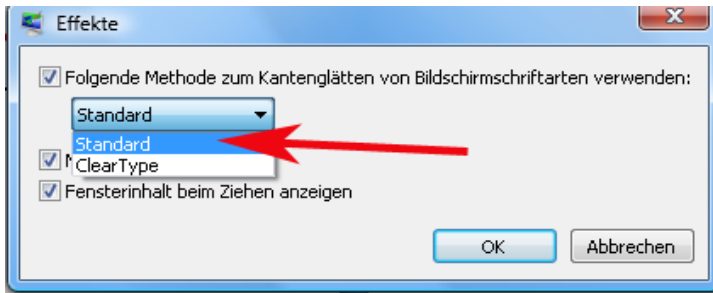 Effekte
Folgende Methode zum Kantenglätten von Bildschirmschriftarten verwenden:
Standard
Standard
ClearType
Fensterinhalt beim Ziehen anzeigen
OK
Abbrechen